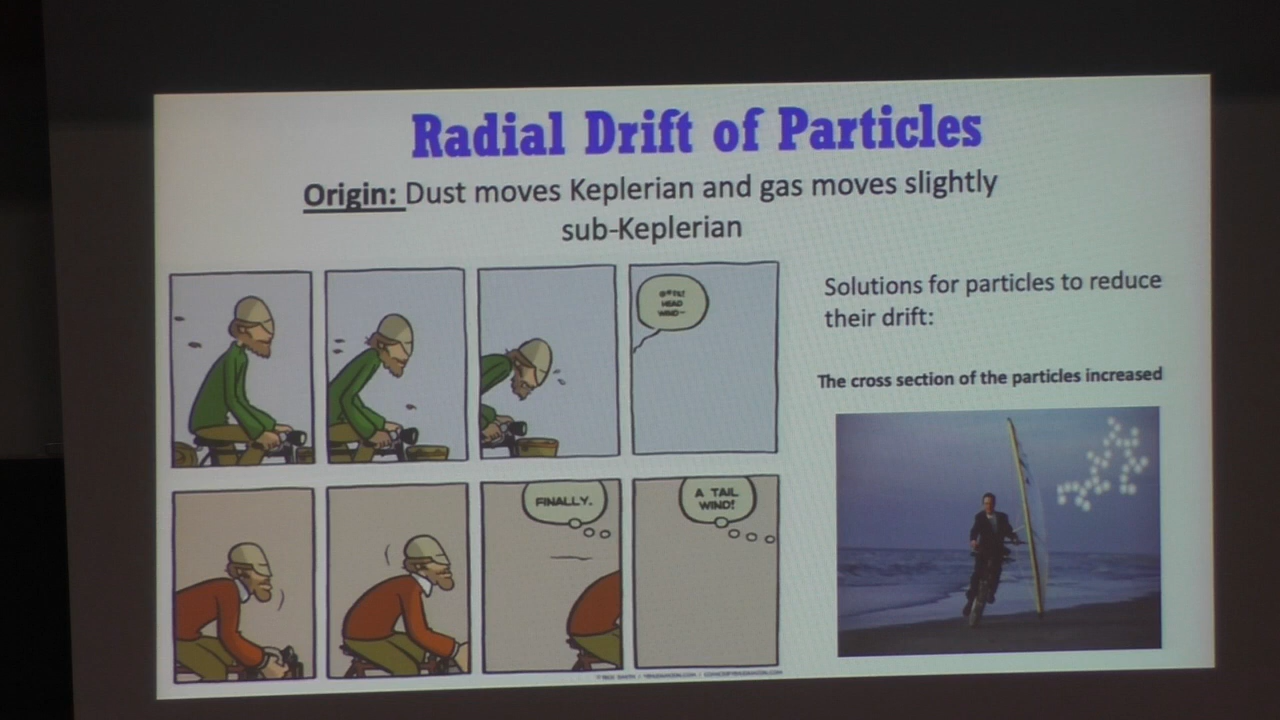 Radial Drift of Particles
Origin: Dust moves Keplerian and gas moves slightly
sub-Keplerian
HEAD
WIND—
Solutions for particles to reduce
their drift:
The cross section of the particles increased
FINALLY.
A TAIL
WIND!